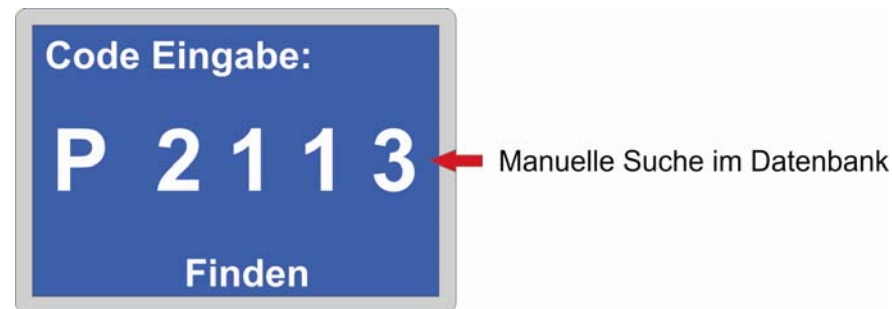 Code Eingabe:
P 2 1 1 3
Manuelle Suche im Datenbank
Finden